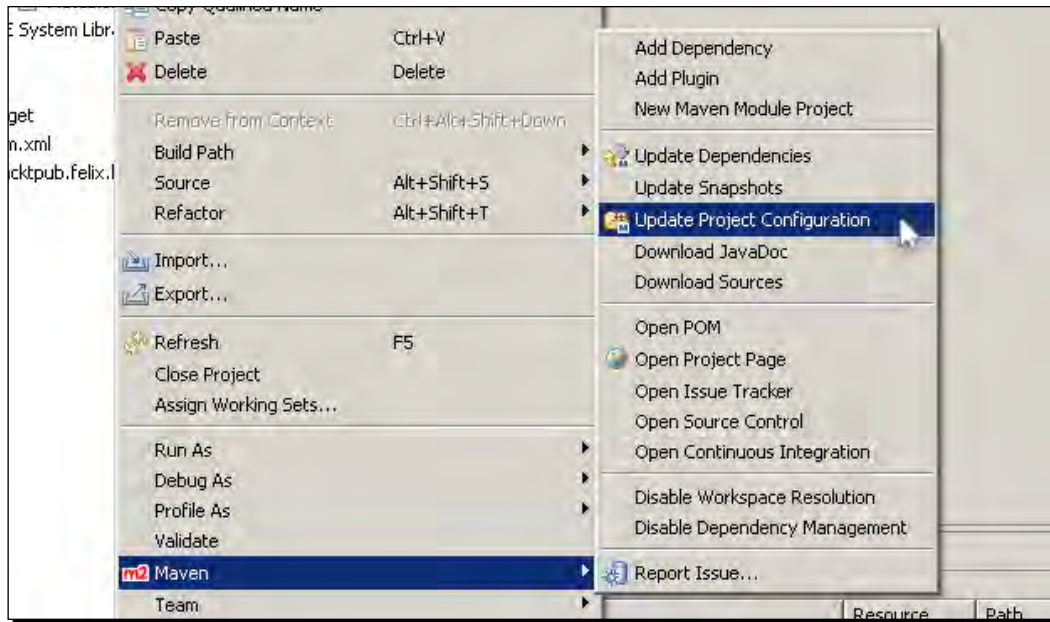 Copy Qualified Name
E System Libr
Paste Ctrl+V
Delete Delete
get
m.xml
cktpub.felix.l
Remove from Context Ctrl+Alt+Shift+Down
Build Path
Source Alt+Shift+S
Refactor Alt+Shift+T
Import...
Export...
Refresh F5
Close Project
Assign Working Sets...
Run As
Debug As
Profile As
Validate
m2 Maven
Team
Add Dependency
Add Plugin
New Maven Module Project
Update Dependencies
Update Snapshots
Update Project Configuration
Download JavaDoc
Download Sources
Open POM
Open Project Page
Open Issue Tracker
Open Source Control
Open Continuous Integration
Disable Workspace Resolution
Disable Dependency Management
Report Issue...
Resource Path